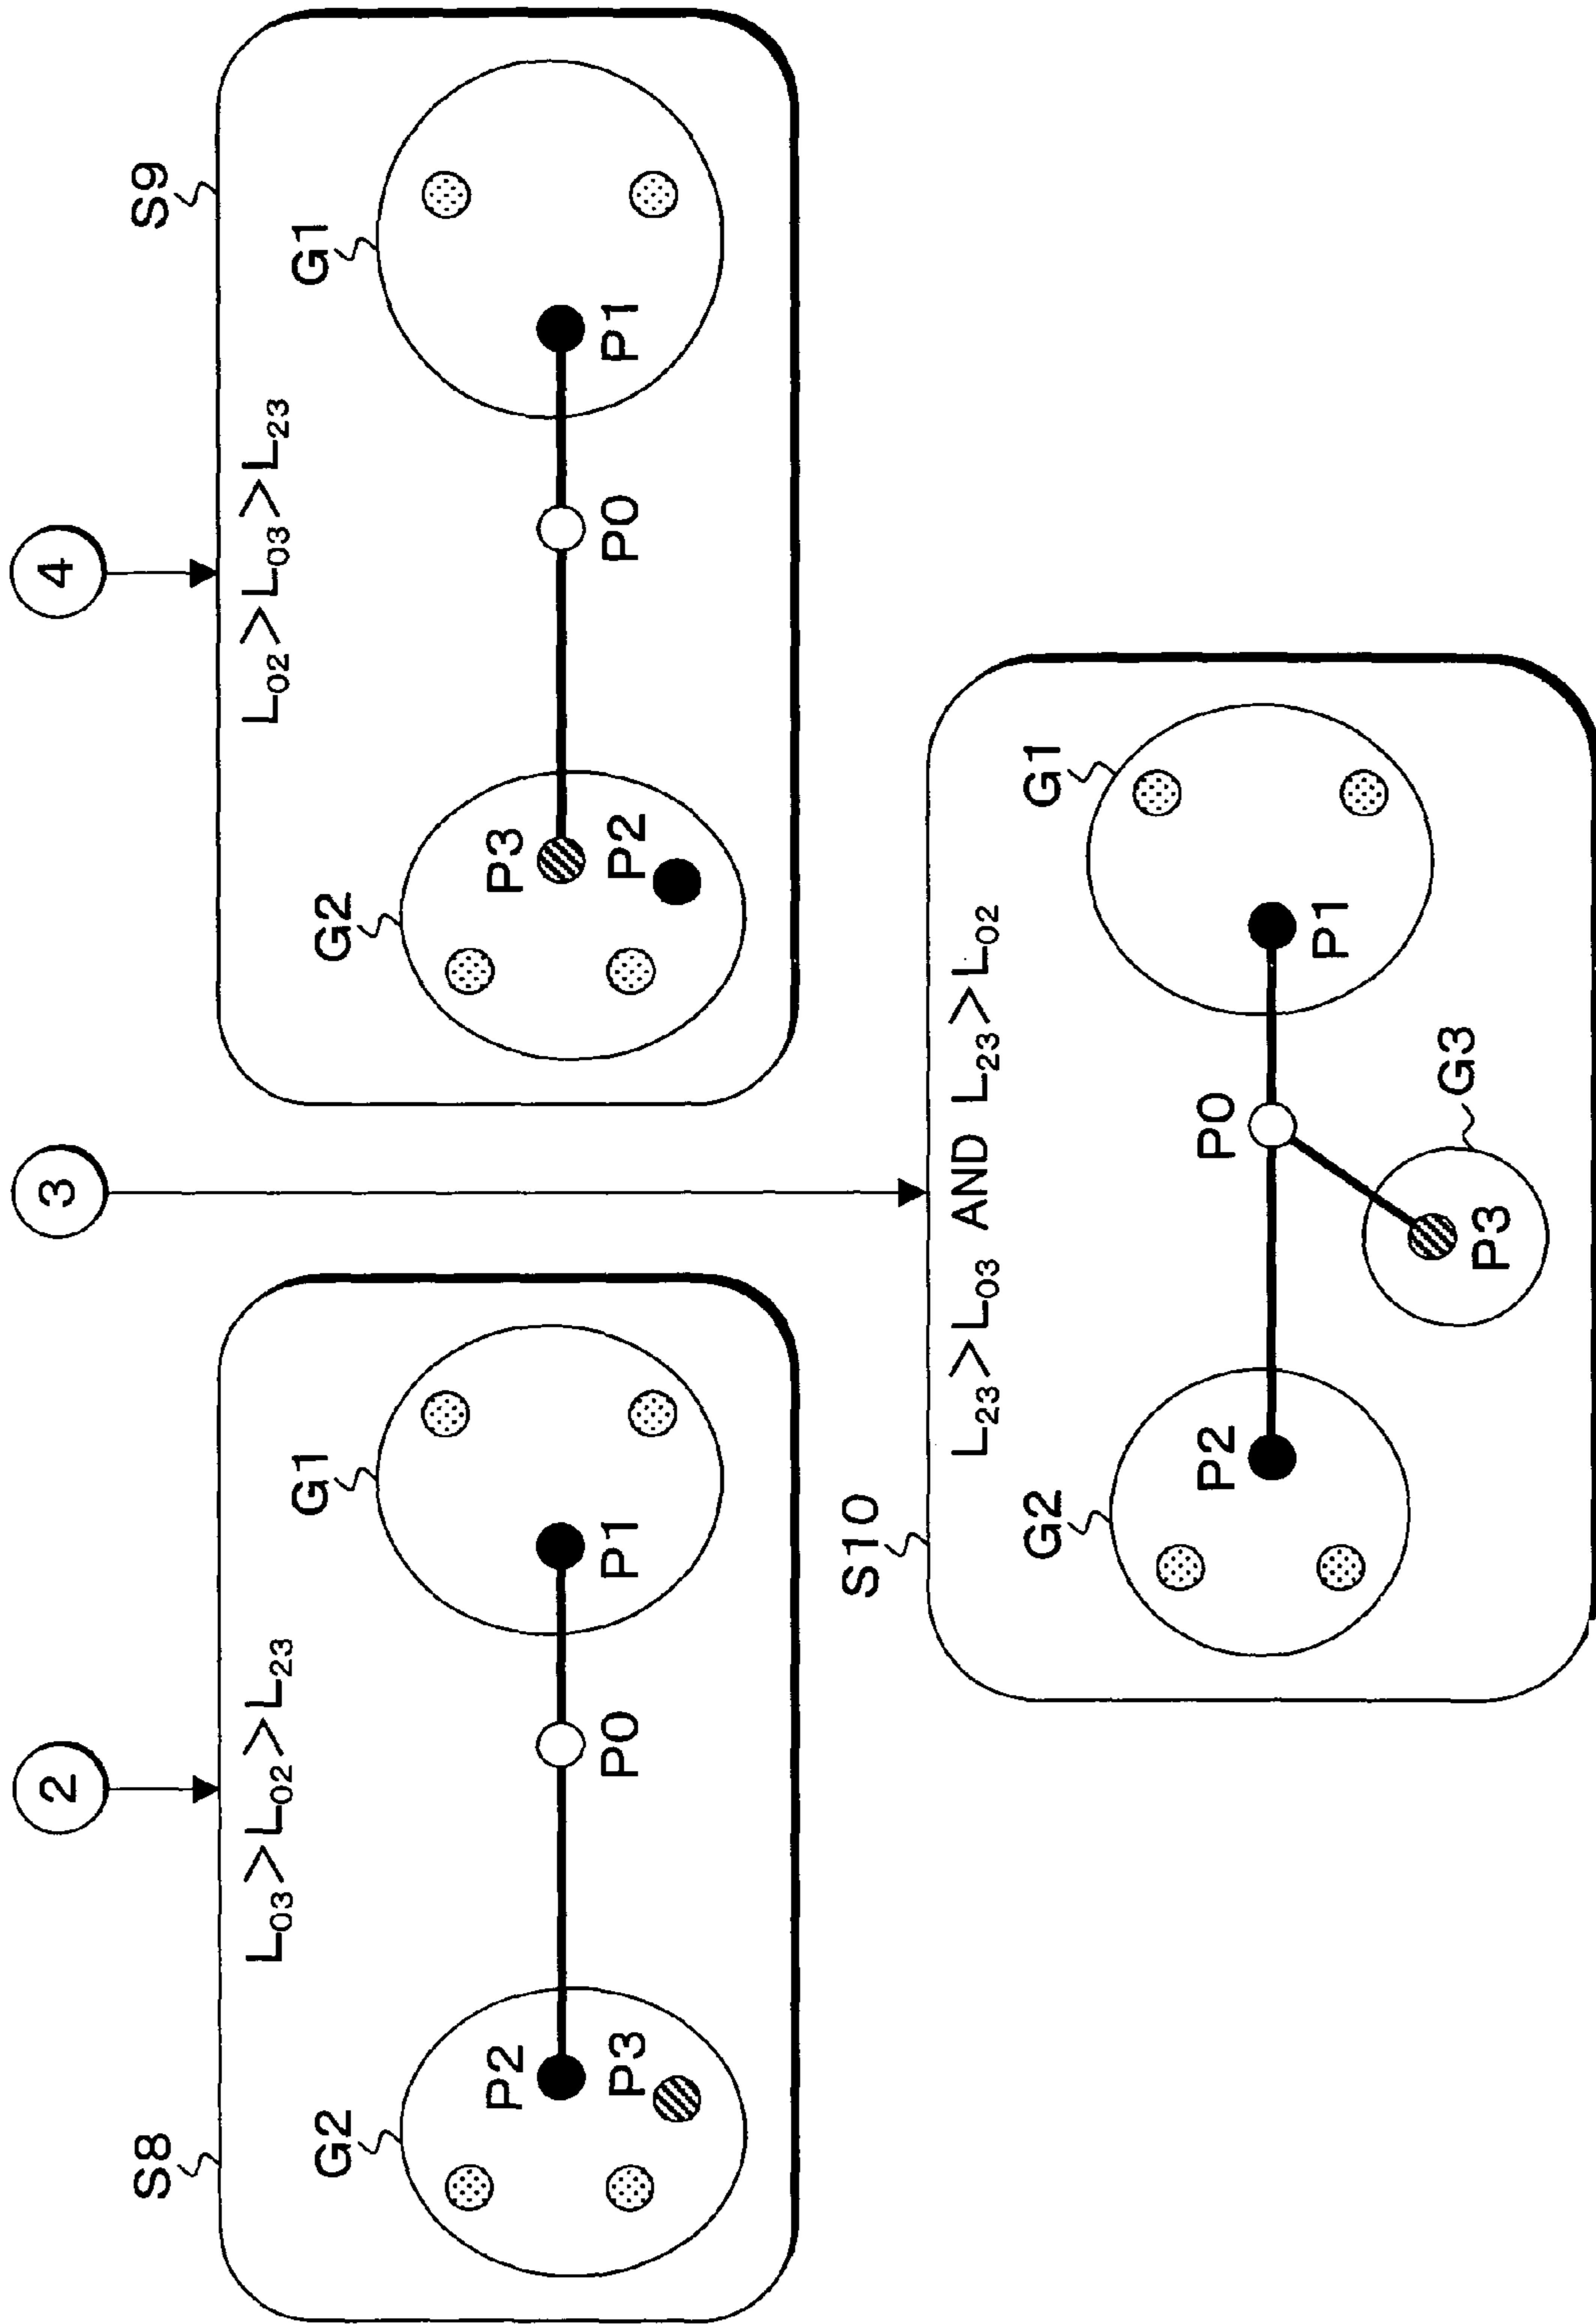 2
3
4
S8
L03>L02>L23
G2
P2
P3
P0
G1
P1
S9
L02>L03>L23
G2
P3
P2
P0
G1
P1
S10
L23>L03 AND L23>L02
G2
P2
P0
G1
P1
P3
G3